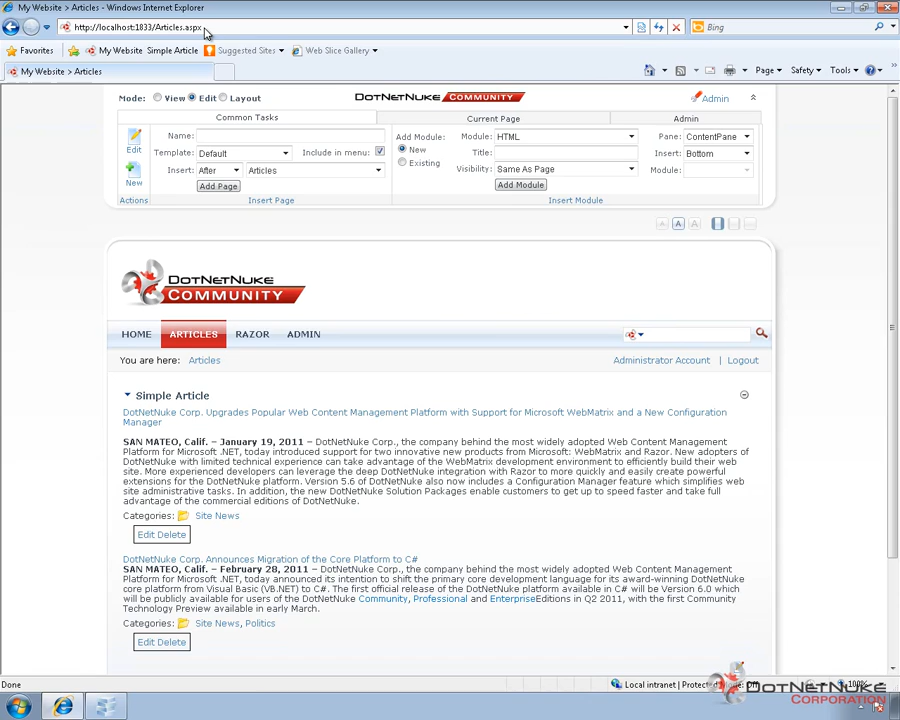 My Website > Articles - Windows Internet Explorer
http://localhost:1833/Articles.aspx
Bing
Favorites My Website Simple Article Suggested Sites Web Slice Gallery
My Website > Articles
Page Safety Tools
Mode: View Edit Layout
DOTNETNUKE COMMUNITY
Admin
Common Tasks Current Page Admin
Edit
New
Actions
Name:
Template: Default Include in menu:
Insert: After Articles
Add Page
Insert Page
Add Module: New Existing
Module: HTML
Title:
Visibility: Same As Page
Add Module
Pane: ContentPane
Insert: Bottom
Module:
Insert Module
A A A
DOTNETNUKE
COMMUNITY
HOME ARTICLES RAZOR ADMIN
You are here: Articles
Administrator Account | Logout
Simple Article
DotNetNuke Corp. Upgrades Popular Web Content Management Platform with Support for Microsoft WebMatrix and a New Configuration
Manager
SAN MATEO, Calif. – January 19, 2011 – DotNetNuke Corp., the company behind the most widely adopted Web Content Management
Platform for Microsoft .NET, today introduced support for two innovative new products from Microsoft: WebMatrix and Razor. New adopters of
DotNetNuke with limited technical experience can take advantage of the WebMatrix development environment to efficiently build their web
site. More experienced developers can leverage the deep DotNetNuke integration with Razor to more quickly and easily create powerful
extensions for the DotNetNuke platform. Version 5.6 of DotNetNuke also now includes a Configuration Manager feature which simplifies web
site administrative tasks. In addition, the new DotNetNuke Solution Packages enable customers to get up to speed faster and take full
advantage of the commercial editions of DotNetNuke.
Categories: Site News
Edit Delete
DotNetNuke Corp. Announces Migration of the Core Platform to C#
SAN MATEO, Calif. – February 28, 2011 – DotNetNuke Corp., the company behind the most widely adopted Web Content Management
Platform for Microsoft .NET, today announced its intention to shift the primary core development language for its award-winning DotNetNuke
core platform from Visual Basic (VB.NET) to C#. The first official release of the DotNetNuke platform available in C# will be Version 6.0 which
will be publicly available for users of the DotNetNuke Community, Professional and EnterpriseEditions in Q2 2011, with the first Community
Technology Preview available in early March.
Categories: Site News, Politics
Edit Delete
Done
Local intranet | Protected Mode: Off
100%
DOTNETNUKE
CORPORATION